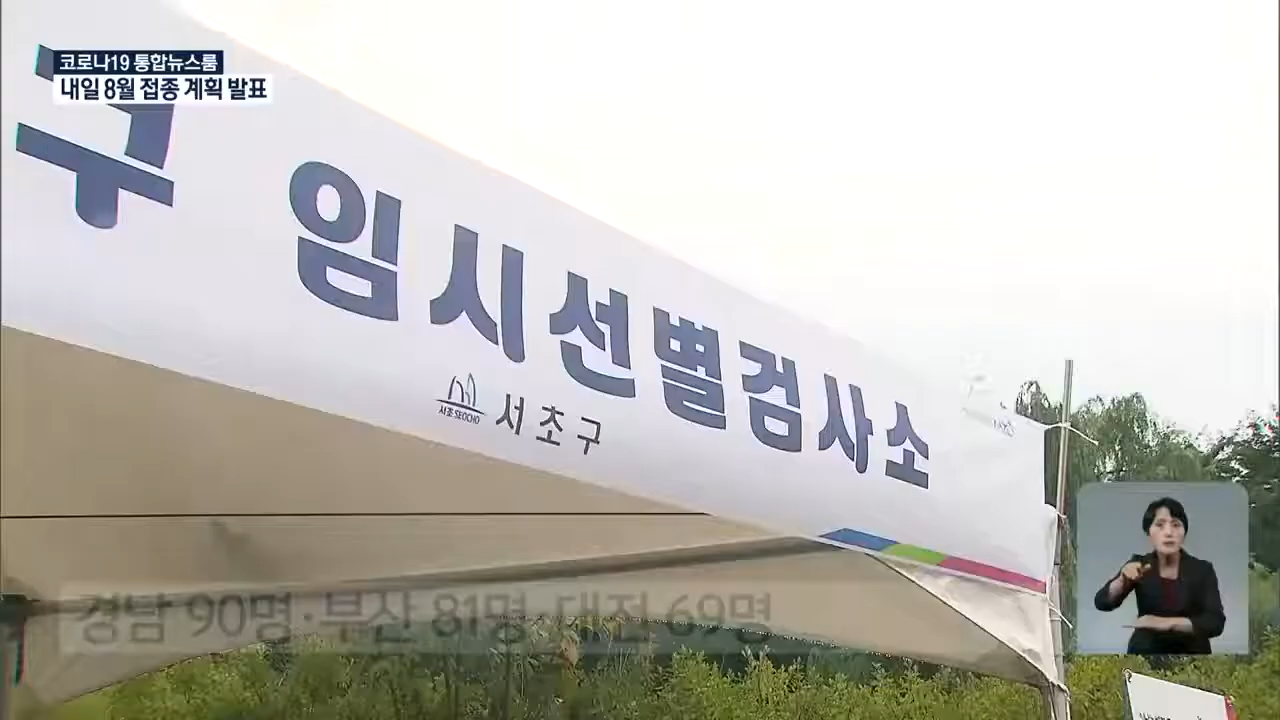 코로나19 통합뉴스룸
내일 8월 접종 계획 발표
구 임시선별검사소
서초 SEOCHO 서초구
경남 90명·부산 81명·대전 69명